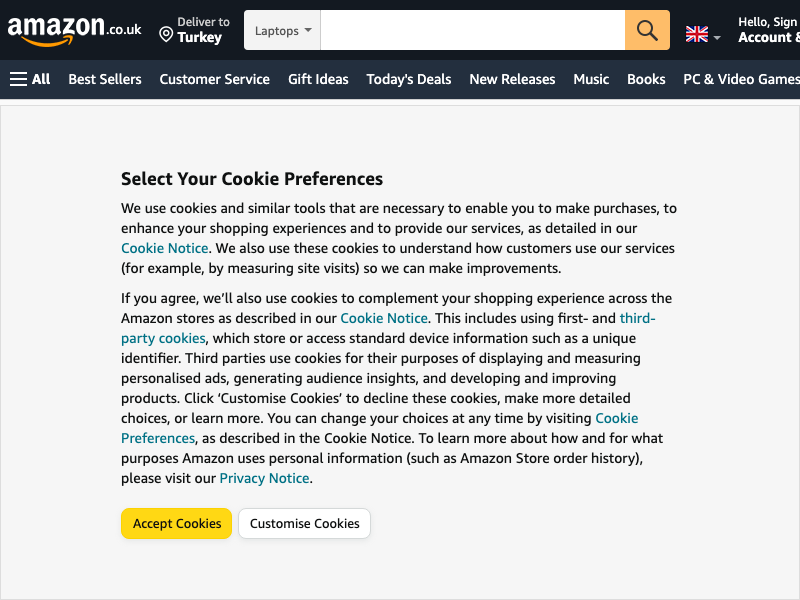 amazon.co.uk
Deliver to
Turkey
Laptops
Hello, Sign
Account &
All
Best Sellers
Customer Service
Gift Ideas
Today's Deals
New Releases
Music
Books
PC & Video Games
Select Your Cookie Preferences
We use cookies and similar tools that are necessary to enable you to make purchases, to
enhance your shopping experiences and to provide our services, as detailed in our
Cookie Notice. We also use these cookies to understand how customers use our services
(for example, by measuring site visits) so we can make improvements.
If you agree, we’ll also use cookies to complement your shopping experience across the
Amazon stores as described in our Cookie Notice. This includes using first- and third-
party cookies, which store or access standard device information such as a unique
identifier. Third parties use cookies for their purposes of displaying and measuring
personalised ads, generating audience insights, and developing and improving
products. Click ‘Customise Cookies’ to decline these cookies, make more detailed
choices, or learn more. You can change your choices at any time by visiting Cookie
Preferences, as described in the Cookie Notice. To learn more about how and for what
purposes Amazon uses personal information (such as Amazon Store order history),
please visit our Privacy Notice.
Accept Cookies
Customise Cookies